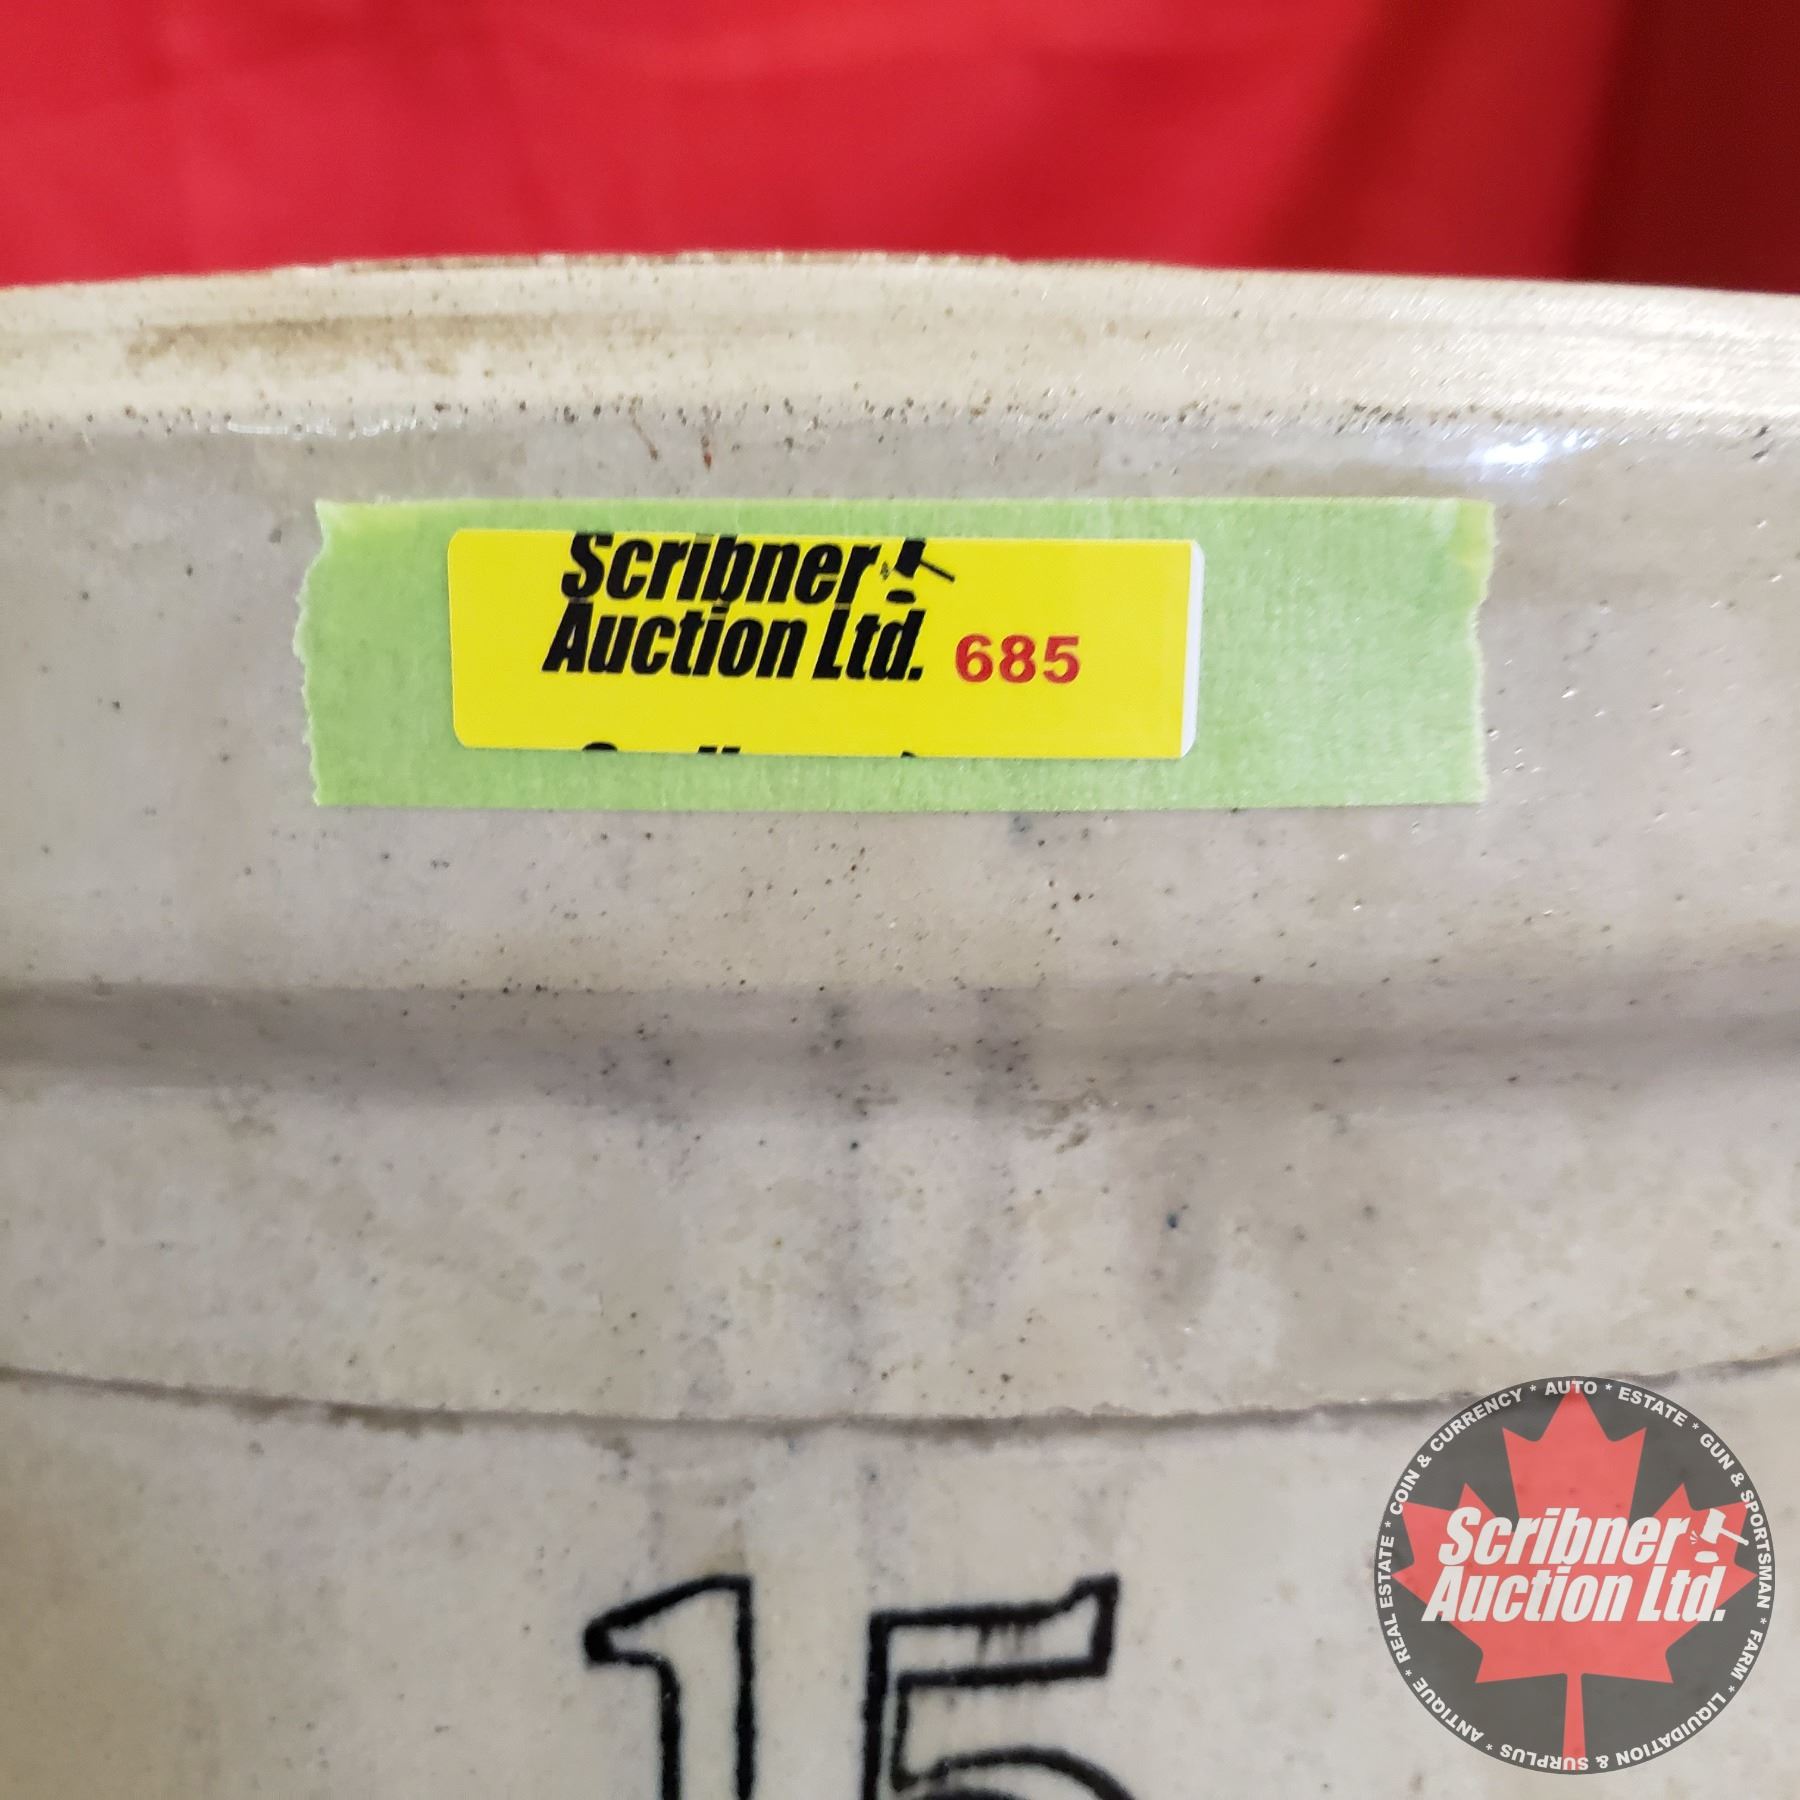 Scribner
Auction Ltd. 685
15
COIN & CURRENCY * AUTO * ESTATE * GUN & SPORTSMAN * FARM * LIQUIDATION & SURPLUS * ANTIQUE * REAL ESTATE *
Scribner
Auction Ltd.